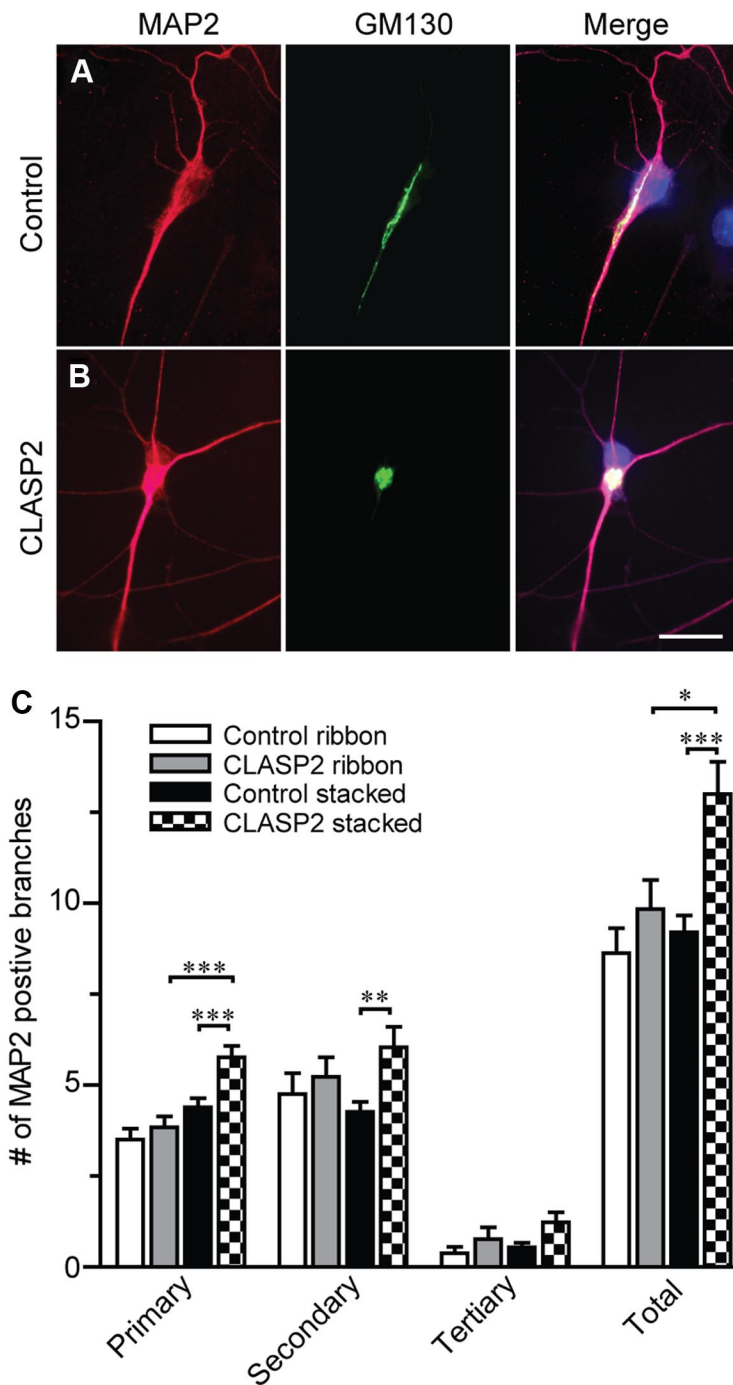 MAP2 GM130 Merge
A
Control
B
CLASP2
C
# of MAP2 postive branches
15
10
5
0
Control ribbon
CLASP2 ribbon
Control stacked
CLASP2 stacked
***
***
**
*
***
Primary
Secondary
Tertiary
Total